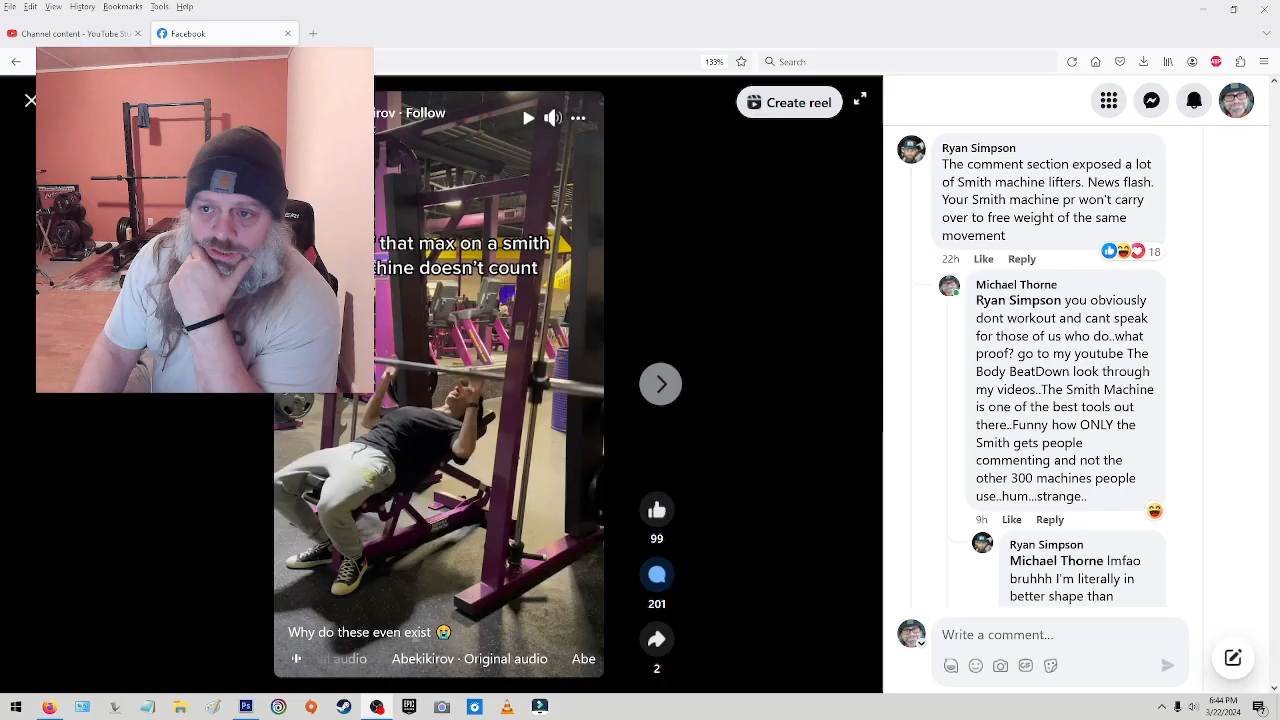 File Edit View History Bookmarks Tools Help
Channel content - YouTube Stu
Facebook
133%
Search
irov · Follow
Create reel
that max on a smith
hine doesn't count
Why do these even exist 😭
al audio Abekikirov · Original audio Abe
99
201
2
Ryan Simpson
The comment section exposed a lot
of Smith machine lifters. News flash.
Your Smith machine pr won't carry
over to free weight of the same
movement
18
22h Like Reply
Michael Thorne
Ryan Simpson you obviously
dont workout and cant speak
for those of us who do..what
proof? go to my youtube The
Body BeatDown look through
my videos..The Smith Machine
is one of the best tools out
there..Funny how ONLY the
Smith gets people
commenting and not the
other 300 machines people
use..hum...strange..
9h Like Reply
Ryan Simpson
Michael Thorne lmfao
bruhhh I'm literally in
better shape than
Write a comment...
GIF
6:44 PM
3/22/2024